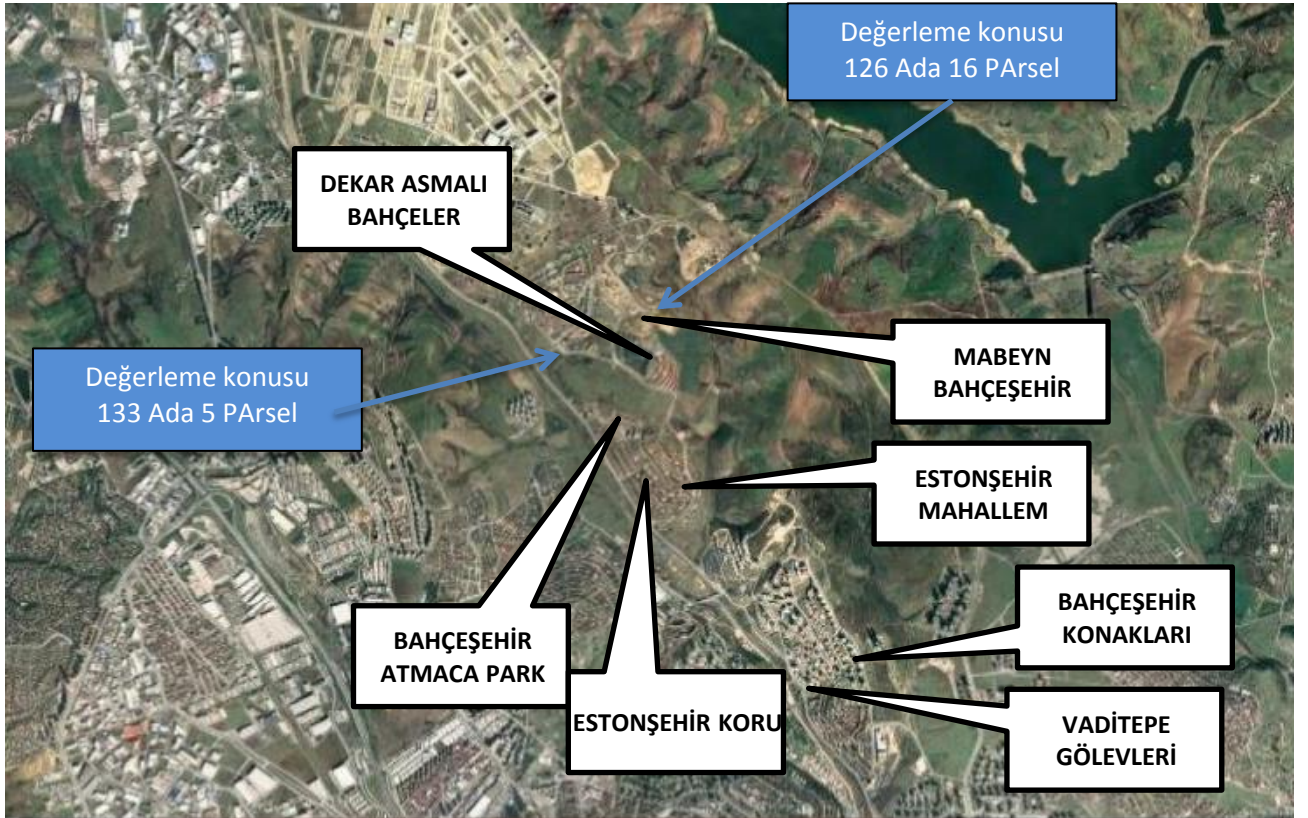 Değerleme konusu
126 Ada 16 PArsel
DEKAR ASMALI
BAHÇELER
MABEYN
BAHÇEŞEHİR
Değerleme konusu
133 Ada 5 PArsel
ESTONŞEHİR
MAHALLEM
BAHÇEŞEHİR
KONAKLARI
BAHÇEŞEHİR
ATMACA PARK
ESTONŞEHİR KORU
VADİTEPE
GÖLEVLERİ